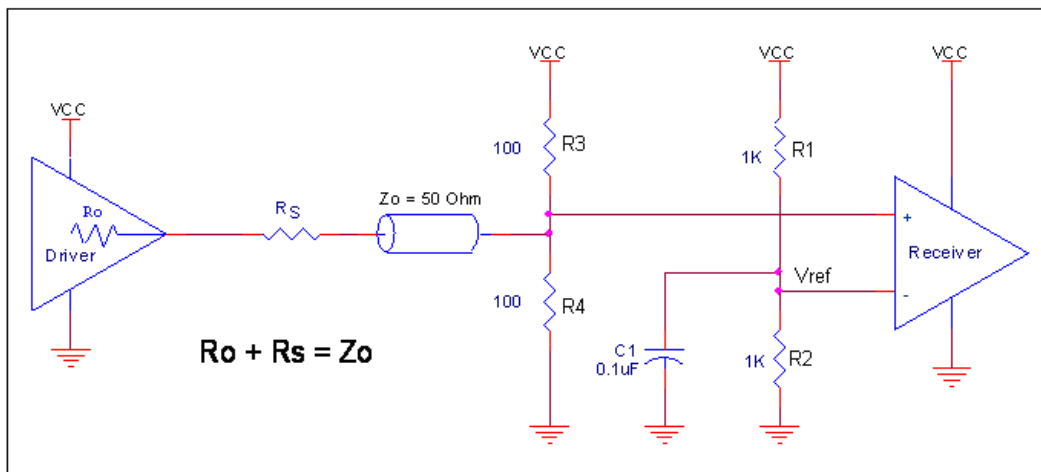 VCC
VCC
VCC
VCC
100
R3
1K
R1
Ro
Driver
RS
Zo = 50 Ohm
+
Receiver
-
Vref
100
R4
C1
0.1uF
1K
R2
Ro + Rs = Zo